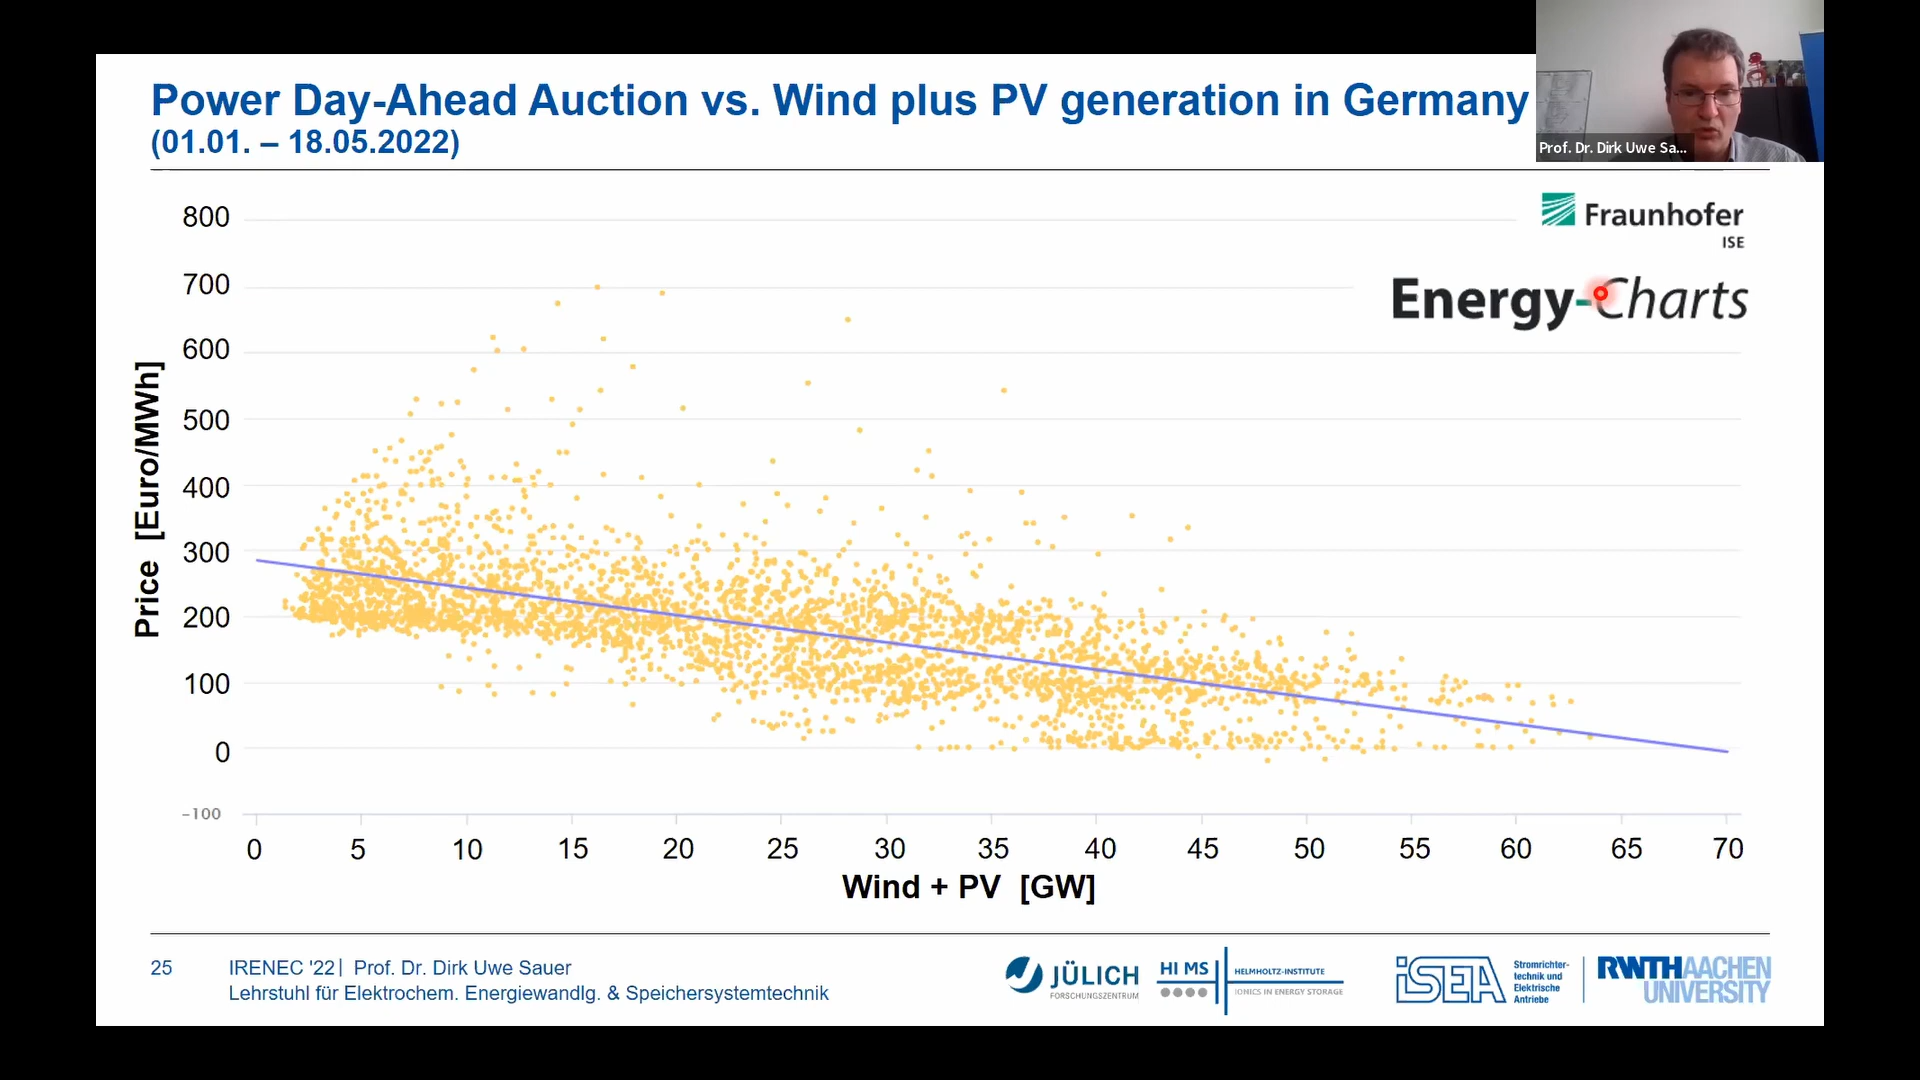 Power Day-Ahead Auction vs. Wind plus PV generation in Germany
(01.01. – 18.05.2022)
Prof. Dr. Dirk Uwe Sa...
Fraunhofer
ISE
Energy-Charts
Price [Euro/MWh]
800
700
600
500
400
300
200
100
0
-100
0 5 10 15 20 25 30 35 40 45 50 55 60 65 70
Wind + PV [GW]
25
IRENEC '22| Prof. Dr. Dirk Uwe Sauer
Lehrstuhl für Elektrochem. Energiewandlg. & Speichersystemtechnik
JÜLICH
FORSCHUNGSZENTRUM
HI MS
HELMHOLTZ-INSTITUTE
IONICS IN ENERGY STORAGE
iSEA
Stromrichter-
technik und
Elektrische
Antriebe
RWTHAACHEN
UNIVERSITY